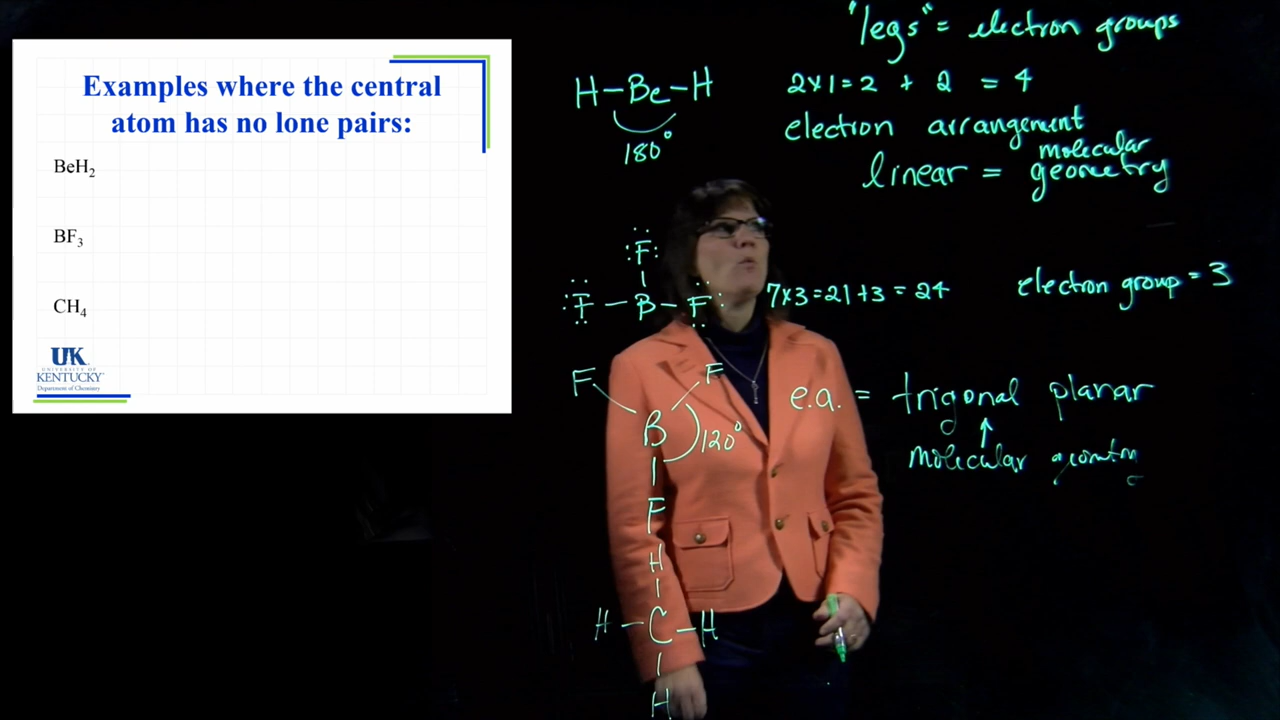 Examples where the central
atom has no lone pairs:
BeH₂
BF₃
CH₄
UK
UNIVERSITY OF
KENTUCKY
Department of Chemistry
"legs" = electron groups
H-Be-H
180°
2x1=2 + 2 = 4
electron arrangement
molecular
linear = geometry
:F:
:F-B-F:
7x3=21+3=24
electron group = 3
F F
B
120°
F
e.a. = trigonal planar
↑
molecular geometry
H
H-C-H
H